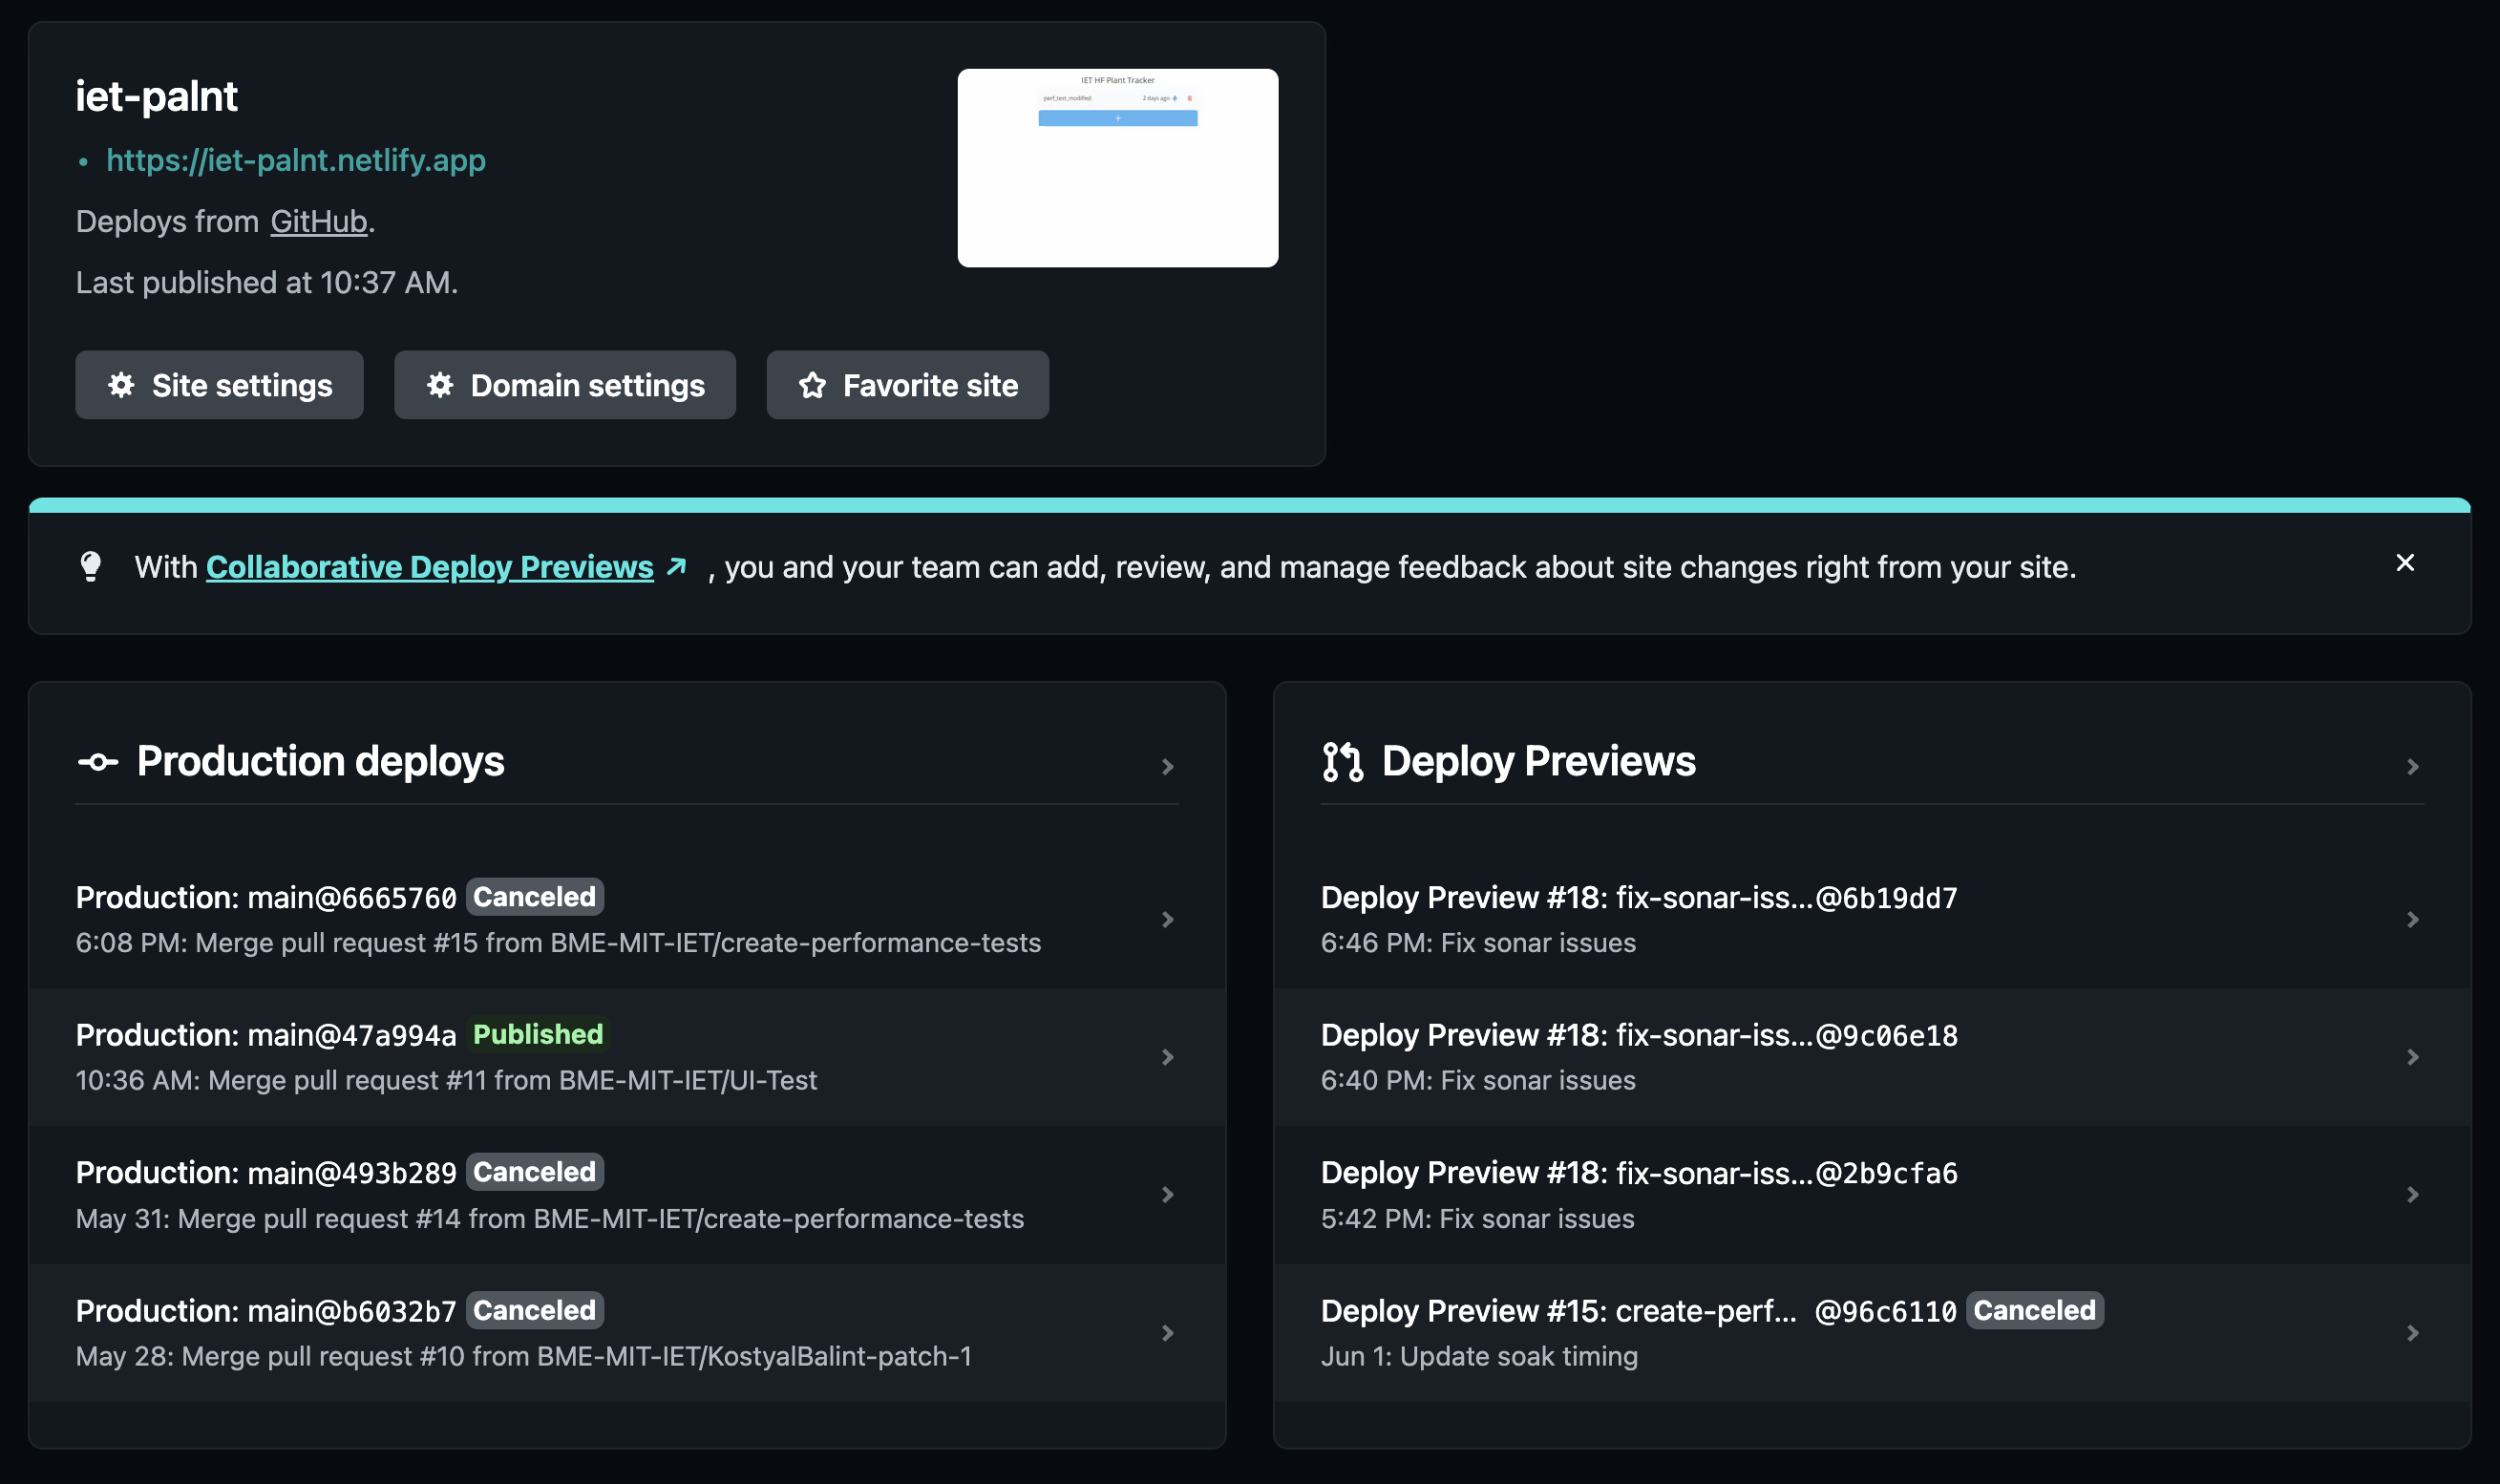 iet-palnt
• https://iet-palnt.netlify.app
Deploys from GitHub.
Last published at 10:37 AM.
Site settings
Domain settings
Favorite site
IET HF Plant Tracker
perf_test_modified 2 days ago
+
With Collaborative Deploy Previews , you and your team can add, review, and manage feedback about site changes right from your site.
Production deploys
Production: main@6665760 Canceled
6:08 PM: Merge pull request #15 from BME-MIT-IET/create-performance-tests
Production: main@47a994a Published
10:36 AM: Merge pull request #11 from BME-MIT-IET/UI-Test
Production: main@493b289 Canceled
May 31: Merge pull request #14 from BME-MIT-IET/create-performance-tests
Production: main@b6032b7 Canceled
May 28: Merge pull request #10 from BME-MIT-IET/KostyalBalint-patch-1
Deploy Previews
Deploy Preview #18: fix-sonar-iss...@6b19dd7
6:46 PM: Fix sonar issues
Deploy Preview #18: fix-sonar-iss...@9c06e18
6:40 PM: Fix sonar issues
Deploy Preview #18: fix-sonar-iss...@2b9cfa6
5:42 PM: Fix sonar issues
Deploy Preview #15: create-perf... @96c6110 Canceled
Jun 1: Update soak timing